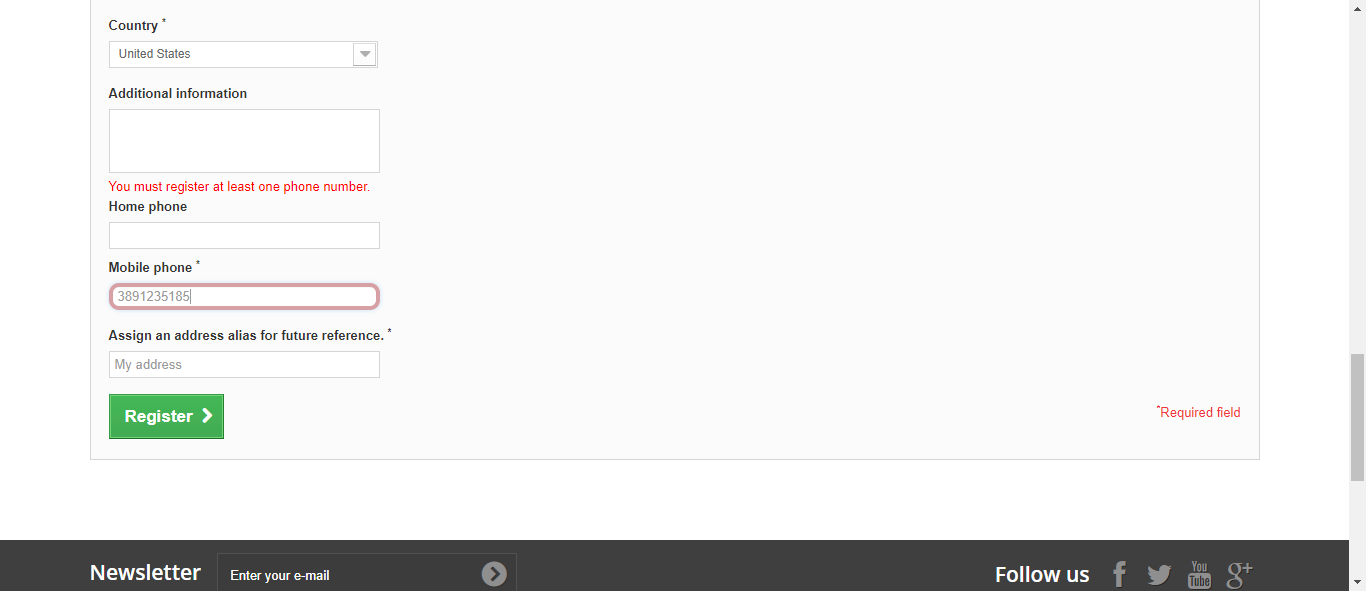 Country *
United States
Additional information
You must register at least one phone number.
Home phone
Mobile phone *
3891235185
Assign an address alias for future reference. *
My address
Register
*Required field
Newsletter
Enter your e-mail
Follow us
You
Tube
g+